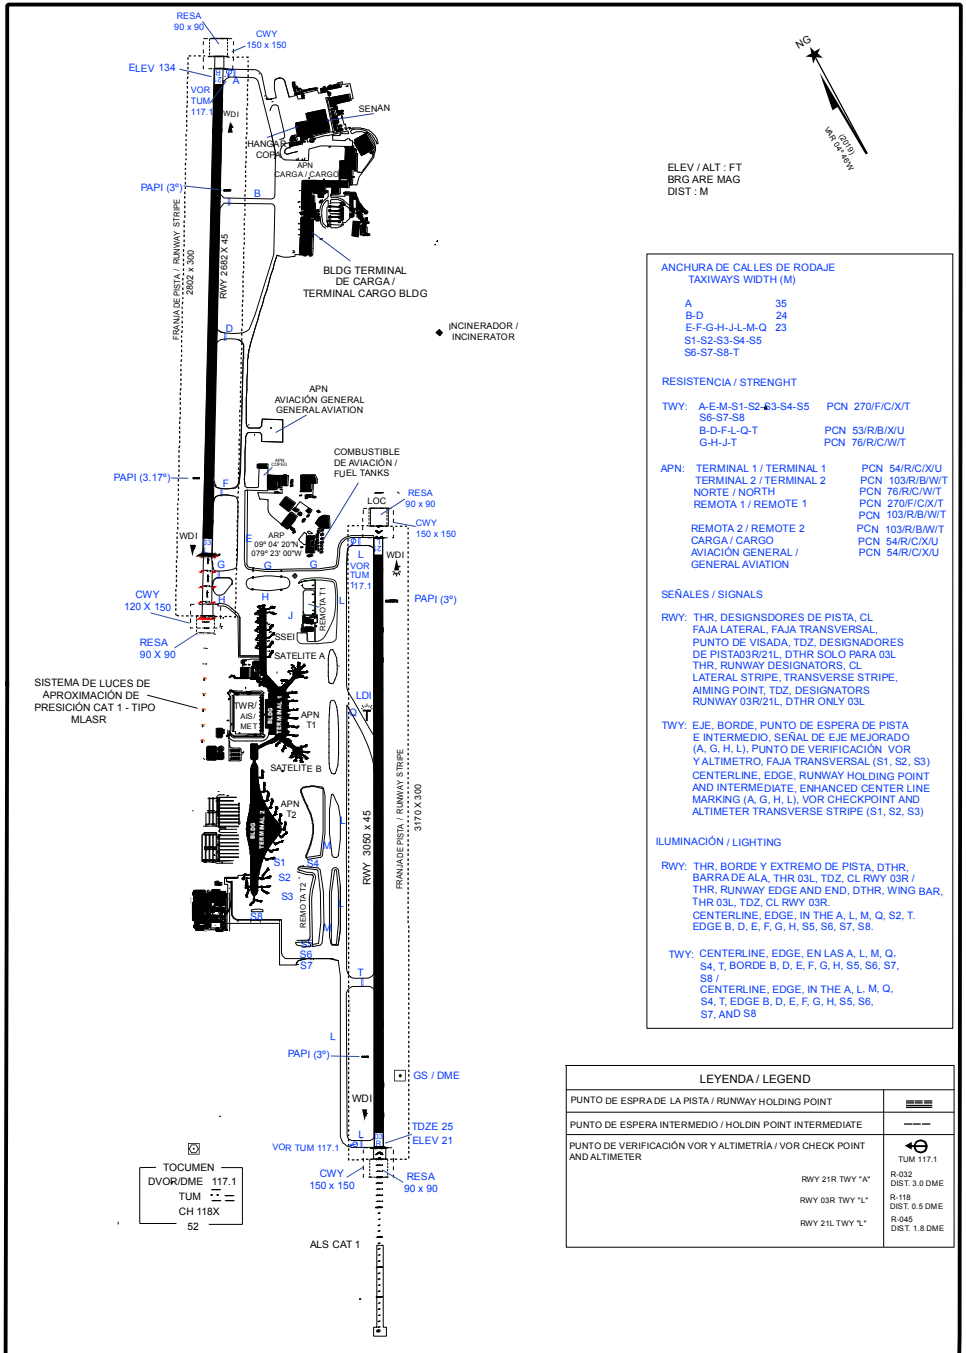 RESA
90 x 90
CWY
150 x 150
ELEV 134
VOR
TUM
117.1
A
WDI
SENAN
HANGAR
COPA
APN
CARGA / CARGO
PAPI (3º)
B
FRANJA DE PISTA / RUNWAY STRIPE
2802 x 300
RWY 2682 X 45
BLDG TERMINAL
DE CARGA /
TERMINAL CARGO BLDG
D
INCINERADOR /
INCINERATOR
APN
AVIACIÓN GENERAL
GENERAL AVIATION
COMBUSTIBLE
DE AVIACIÓN /
FUEL TANKS
APN
COPES
PAPI (3.17º)
F
LOC
RESA
90 x 90
CWY
150 x 150
WDI
03
L
E
ARP
09º 04' 20"N
079º 23' 00"W
L
VOR
TUM
117.1
WDI
G
G
G
H
H
CWY
120 X 150
J
REMOTA T1
L
PAPI (3º)
RESA
90 X 90
SSEI
SATELITE A
SISTEMA DE LUCES DE
APROXIMACIÓN DE
PRESICIÓN CAT 1 - TIPO
MLASR
TWR/
AIS/
MET
BLDG
TERMINAL 1
APN
T1
LDI
T
Q
SATELITE B
APN
T2
BLDG
TERMINAL 2
L
M
RWY 3050 x 45
FRANJA DE PISTA / RUNWAY STRIPE
3170 X 300
S1
S4
S2
S3
REMOTA T2
L
S8
M
S5
S6
S7
T
L
PAPI (3º)
GS / DME
WDI
L
03
R
TDZE 25
ELEV 21
VOR TUM 117.1
CWY
150 x 150
RESA
90 x 90
ALS CAT 1
TOCUMEN
DVOR/DME 117.1
TUM
CH 118X
52
NG
(2019)
VAR 04º 46'W
ELEV / ALT : FT
BRG ARE MAG
DIST : M
ANCHURA DE CALLES DE RODAJE
TAXIWAYS WIDTH (M)
A 35
B-D 24
E-F-G-H-J-L-M-Q 23
S1-S2-S3-S4-S5
S6-S7-S8-T
RESISTENCIA / STRENGHT
TWY: A-E-M-S1-S2-S3-S4-S5 PCN 270/F/C/X/T
S6-S7-S8
B-D-F-L-Q-T PCN 53/R/B/X/U
G-H-J-T PCN 76/R/C/W/T
APN: TERMINAL 1 / TERMINAL 1 PCN 54/R/C/X/U
TERMINAL 2 / TERMINAL 2 PCN 103/R/B/W/T
NORTE / NORTH PCN 76/R/C/W/T
REMOTA 1 / REMOTE 1 PCN 270/F/C/X/T
PCN 103/R/B/W/T
REMOTA 2 / REMOTE 2 PCN 103/R/B/W/T
CARGA / CARGO PCN 54/R/C/X/U
AVIACIÓN GENERAL / PCN 54/R/C/X/U
GENERAL AVIATION
SEÑALES / SIGNALS
RWY: THR, DESIGNSDORES DE PISTA, CL
FAJA LATERAL, FAJA TRANSVERSAL,
PUNTO DE VISADA, TDZ, DESIGNADORES
DE PISTA03R/21L, DTHR SOLO PARA 03L
THR, RUNWAY DESIGNATORS, CL
LATERAL STRIPE, TRANSVERSE STRIPE,
AIMING POINT, TDZ, DESIGNATORS
RUNWAY 03R/21L, DTHR ONLY 03L
TWY: EJE, BORDE, PUNTO DE ESPERA DE PISTA
E INTERMEDIO, SEÑAL DE EJE MEJORADO
(A, G, H, L), PUNTO DE VERIFICACIÓN VOR
Y ALTIMETRO, FAJA TRANSVERSAL (S1, S2, S3)
CENTERLINE, EDGE, RUNWAY HOLDING POINT
AND INTERMEDIATE, ENHANCED CENTER LINE
MARKING (A, G, H, L), VOR CHECKPOINT AND
ALTIMETER TRANSVERSE STRIPE (S1, S2, S3)
ILUMINACIÓN / LIGHTING
RWY: THR, BORDE Y EXTREMO DE PISTA, DTHR,
BARRA DE ALA, THR 03L, TDZ, CL RWY 03R /
THR, RUNWAY EDGE AND END, DTHR, WING BAR,
THR 03L, TDZ, CL RWY 03R.
CENTERLINE, EDGE, IN THE A, L, M, Q, S2, T.
EDGE B, D, E, F, G, H, S5, S6, S7, S8.
TWY: CENTERLINE, EDGE, EN LAS A, L, M, Q,
S4, T, BORDE B, D, E, F, G, H, S5, S6, S7,
S8 /
CENTERLINE, EDGE, IN THE A, L, M, Q,
S4, T, EDGE B, D, E, F, G, H, S5, S6,
S7, AND S8
LEYENDA / LEGEND
PUNTO DE ESPRA DE LA PISTA / RUNWAY HOLDING POINT
PUNTO DE ESPERA INTERMEDIO / HOLDIN POINT INTERMEDIATE
PUNTO DE VERIFICACIÓN VOR Y ALTIMETRÍA / VOR CHECK POINT
AND ALTIMETER
TUM 117.1
RWY 21R TWY "A" R-032
DIST. 3.0 DME
RWY 03R TWY "L" R-118
DIST. 0.5 DME
RWY 21L TWY "L" R-045
DIST. 1.8 DME